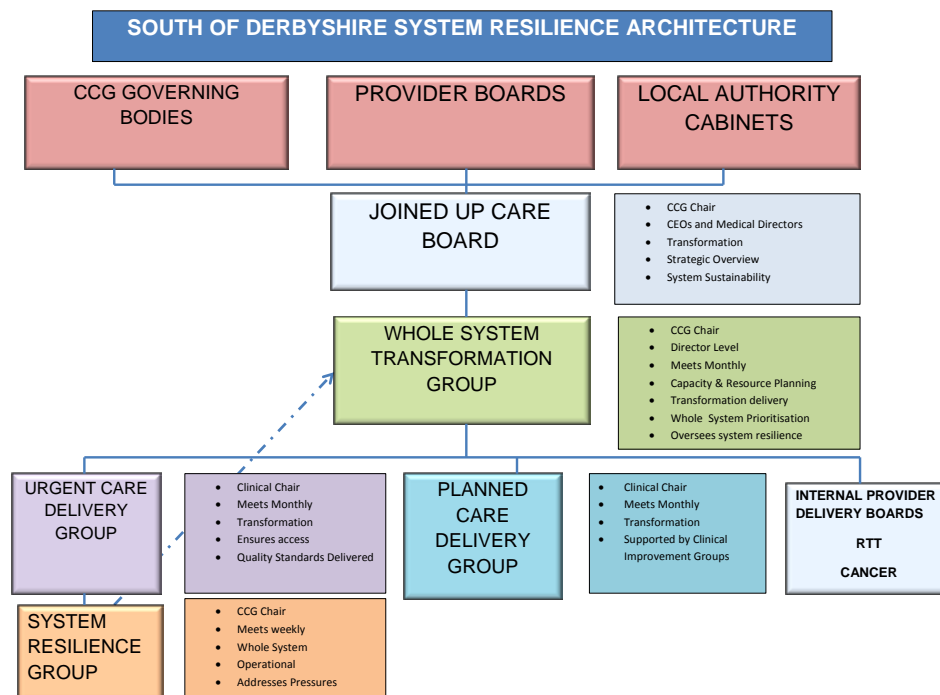 SOUTH OF DERBYSHIRE SYSTEM RESILIENCE ARCHITECTURE
CCG GOVERNING
BODIES
PROVIDER BOARDS
LOCAL AUTHORITY
CABINETS
JOINED UP CARE
BOARD
• CCG Chair
• CEOs and Medical Directors
• Transformation
• Strategic Overview
• System Sustainability
WHOLE SYSTEM
TRANSFORMATION
GROUP
• CCG Chair
• Director Level
• Meets Monthly
• Capacity & Resource Planning
• Transformation delivery
• Whole System Prioritisation
• Oversees system resilience
URGENT CARE
DELIVERY
GROUP
• Clinical Chair
• Meets Monthly
• Transformation
• Ensures access
• Quality Standards Delivered
PLANNED
CARE
DELIVERY
GROUP
• Clinical Chair
• Meets Monthly
• Transformation
• Supported by Clinical
Improvement Groups
INTERNAL PROVIDER
DELIVERY BOARDS
RTT
CANCER
SYSTEM
RESILIENCE
GROUP
• CCG Chair
• Meets weekly
• Whole System
• Operational
• Addresses Pressures